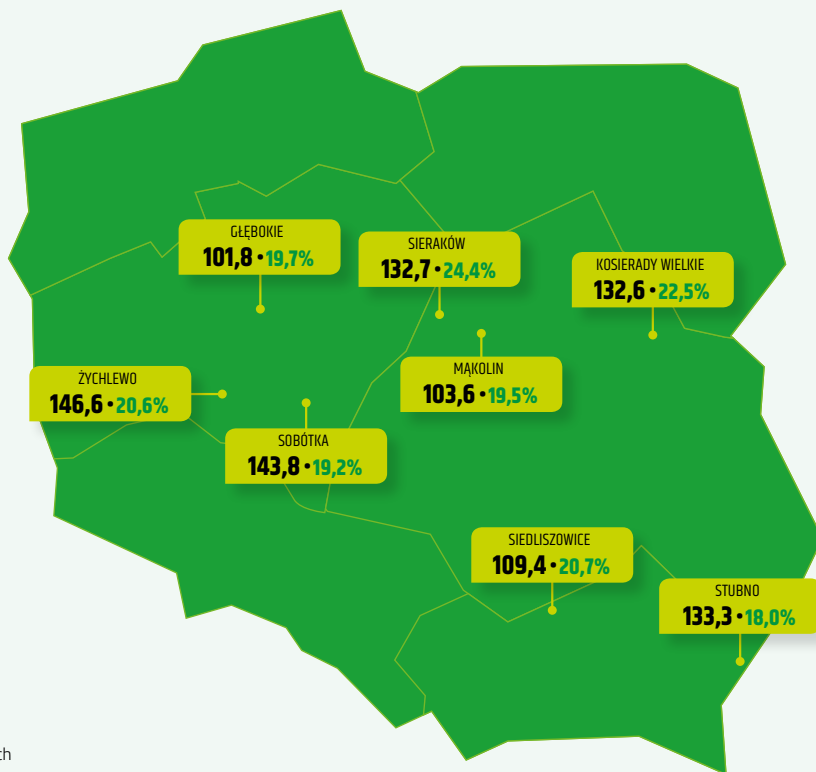 GŁĘBOKIE
101,8 • 19,7%
SIERAKÓW
132,7 • 24,4%
KOSIERADY WIELKIE
132,6 • 22,5%
ŻYCHLEWO
146,6 • 20,6%
MĄKOLIN
103,6 • 19,5%
SOBÓTKA
143,8 • 19,2%
SIEDLISZOWICE
109,4 • 20,7%
STUBNO
133,3 • 18,0%